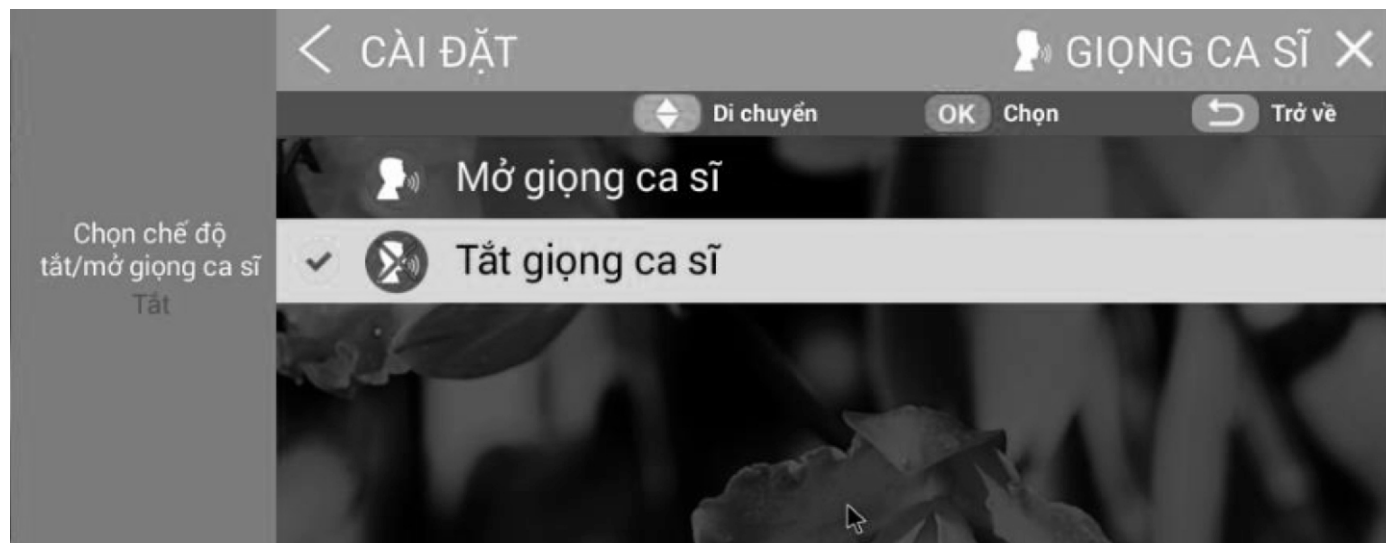 CÀI ĐẶT
GIỌNG CA SĨ
Di chuyển
OK Chọn
Trở về
Mở giọng ca sĩ
Chọn chế độ
tắt/mở giọng ca sĩ
Tắt
Tắt giọng ca sĩ